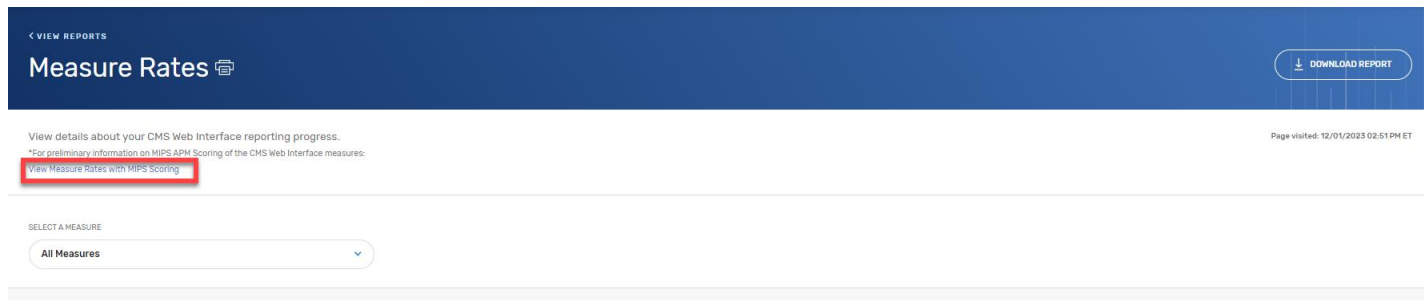 < VIEW REPORTS
Measure Rates
DOWNLOAD REPORT
View details about your CMS Web Interface reporting progress.
Page visited: 12/01/2023 02:51 PM ET
*For preliminary information on MIPS APM Scoring of the CMS Web Interface measures:
View Measure Rates with MIPS Scoring
SELECT A MEASURE
All Measures